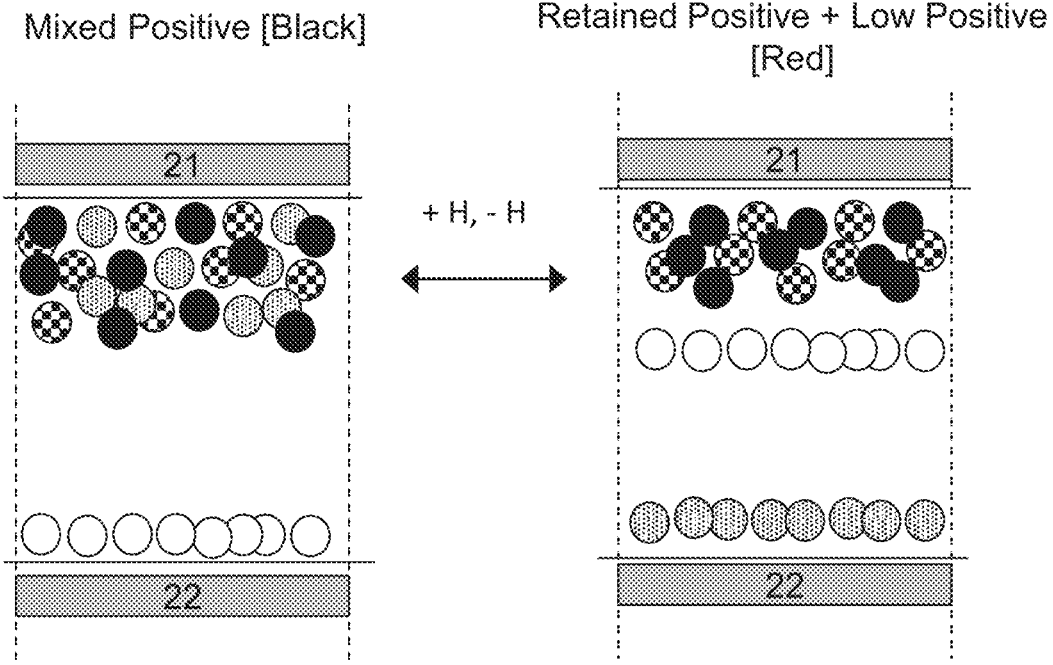 Mixed Positive [Black]
Retained Positive + Low Positive
[Red]
21
21
+ H, - H
22
22